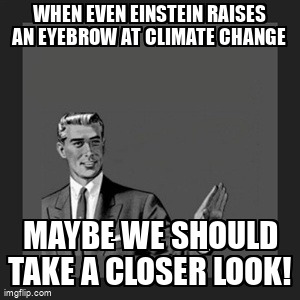 WHEN EVEN EINSTEIN RAISES
AN EYEBROW AT CLIMATE CHANGE
MAYBE WE SHOULD
TAKE A CLOSER LOOK!
imgflip.com